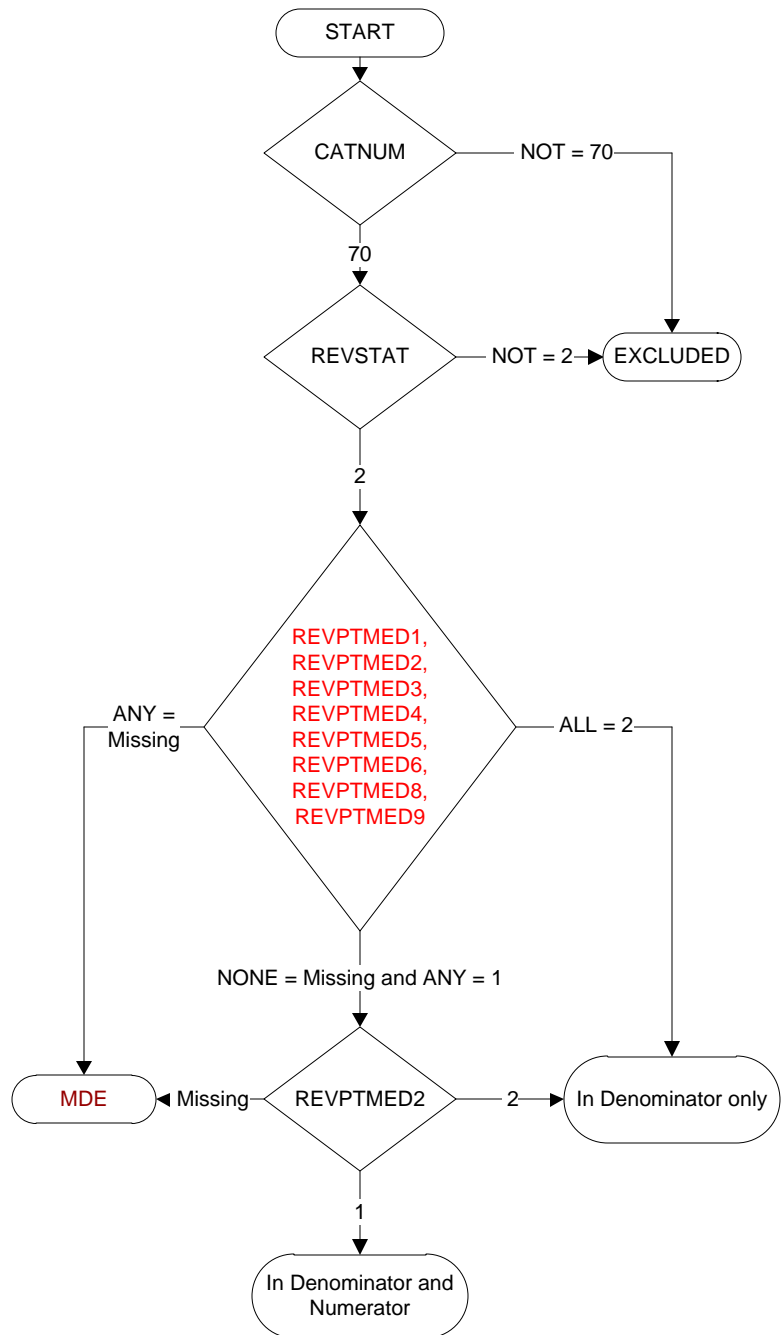 START
CATNUM
NOT = 70
70
REVSTAT
NOT = 2
EXCLUDED
2
REVPTMED1,
REVPTMED2,
REVPTMED3,
REVPTMED4,
REVPTMED5,
REVPTMED6,
REVPTMED8,
REVPTMED9
ANY =
Missing
ALL = 2
NONE = Missing and ANY = 1
MDE
Missing
REVPTMED2
2
In Denominator only
1
In Denominator and
Numerator